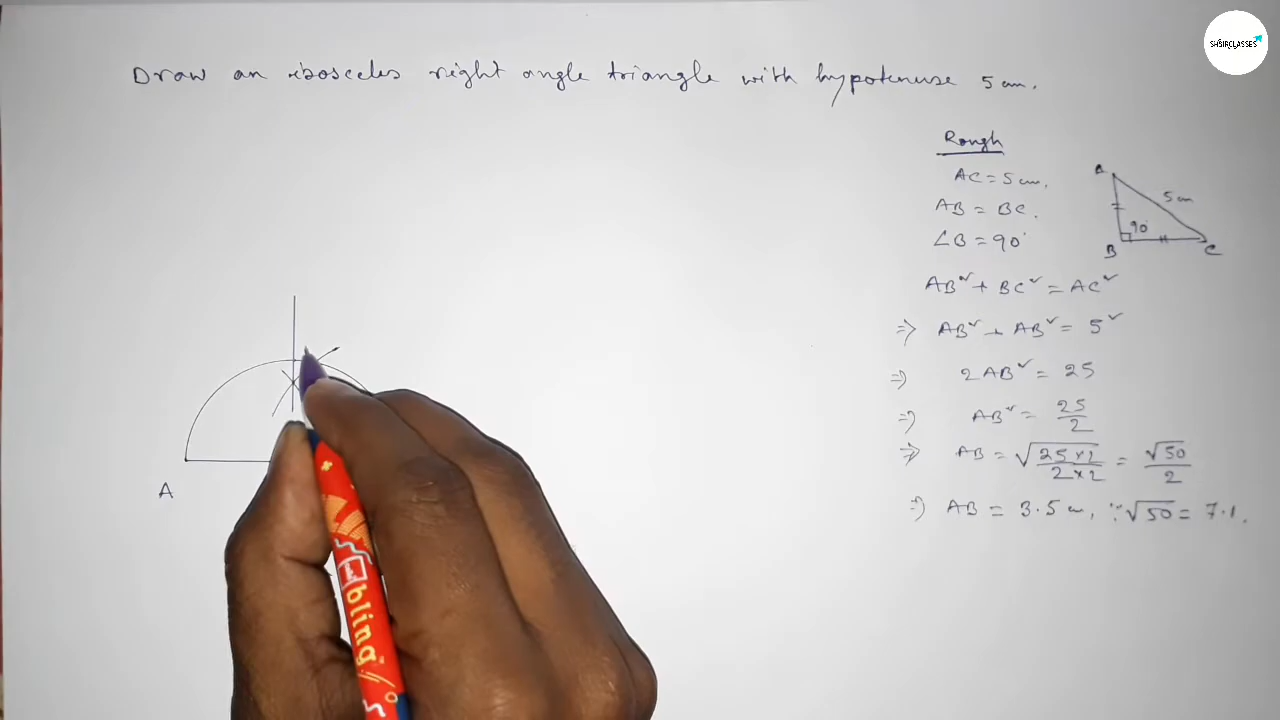 SHSIRCLASSES
Draw an isosceles right angle triangle with hypotenuse 5 cm.
Rough
AC = 5 cm.
AB = BC.
∠B = 90°
A
5 cm
90°
B
C
AB² + BC² = AC²
⇒ AB² + AB² = 5²
⇒ 2AB² = 25
⇒ AB² = 25/2
⇒ AB = √(25×2)/(2×2) = √50/2
⇒ AB = 3.5 cm, ∵ √50 = 7.1.
A
bling